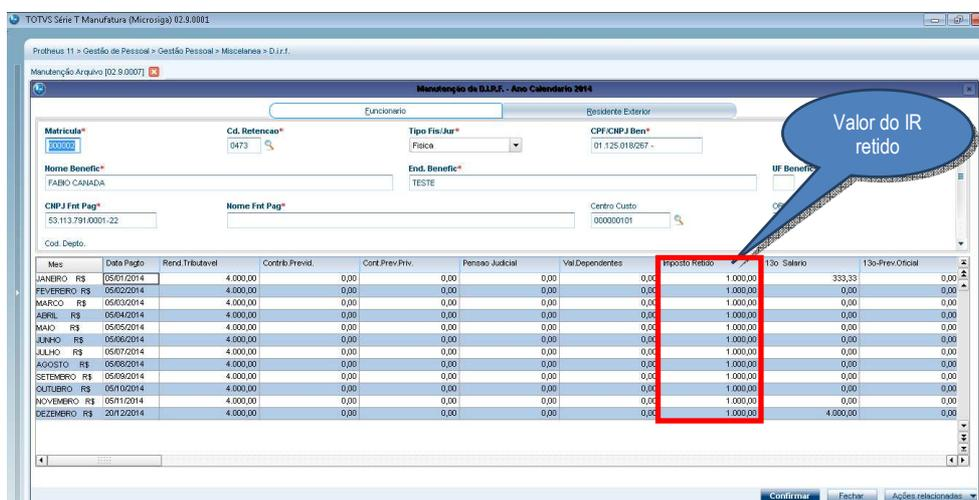 TOTVS Série T Manufatura (Microsiga) 02.9.0001
Protheus 11 > Gestão de Pessoal > Gestão Pessoal > Miscelanea > D.i.r.f.
Manutenção Arquivo [02.9.0007]
Manutenção da D.I.R.F. - Ano Calendario 2014
Funcionario Residente Exterior
Matricula* Cd. Retencao* Tipo Fis/Jur* CPF/CNPJ Ben*
000002 0473 Fisica 01.125.018/267 -
Valor do IR
retido
Nome Benefic* End. Benefic* UF Benefic
FABIO CANADA TESTE
CNPJ Fnt Pag* Nome Fnt Pag* Centro Custo
53.113.791/0001-22 000000101
Cod. Depto.
Mes Data Pagto Rend.Tributavel Contrib.Previd. Cont.Prev.Priv. Pensao Judicial Val.Dependentes Imposto Retido 13o Salario 13o-Prev.Oficial
JANEIRO R$ 05/01/2014 4.000,00 0,00 0,00 0,00 0,00 1.000,00 333,33 0,00
FEVEREIRO R$ 05/02/2014 4.000,00 0,00 0,00 0,00 0,00 1.000,00 0,00 0,00
MARCO R$ 05/03/2014 4.000,00 0,00 0,00 0,00 0,00 1.000,00 0,00 0,00
ABRIL R$ 05/04/2014 4.000,00 0,00 0,00 0,00 0,00 1.000,00 0,00 0,00
MAIO R$ 05/05/2014 4.000,00 0,00 0,00 0,00 0,00 1.000,00 0,00 0,00
JUNHO R$ 05/06/2014 4.000,00 0,00 0,00 0,00 0,00 1.000,00 0,00 0,00
JULHO R$ 05/07/2014 4.000,00 0,00 0,00 0,00 0,00 1.000,00 0,00 0,00
AGOSTO R$ 05/08/2014 4.000,00 0,00 0,00 0,00 0,00 1.000,00 0,00 0,00
SETEMBRO R$ 05/09/2014 4.000,00 0,00 0,00 0,00 0,00 1.000,00 0,00 0,00
OUTUBRO R$ 05/10/2014 4.000,00 0,00 0,00 0,00 0,00 1.000,00 0,00 0,00
NOVEMBRO R$ 05/11/2014 4.000,00 0,00 0,00 0,00 0,00 1.000,00 0,00 0,00
DEZEMBRO R$ 20/12/2014 4.000,00 0,00 0,00 0,00 0,00 1.000,00 4.000,00 0,00
Confirmar Fechar Ações relacionadas